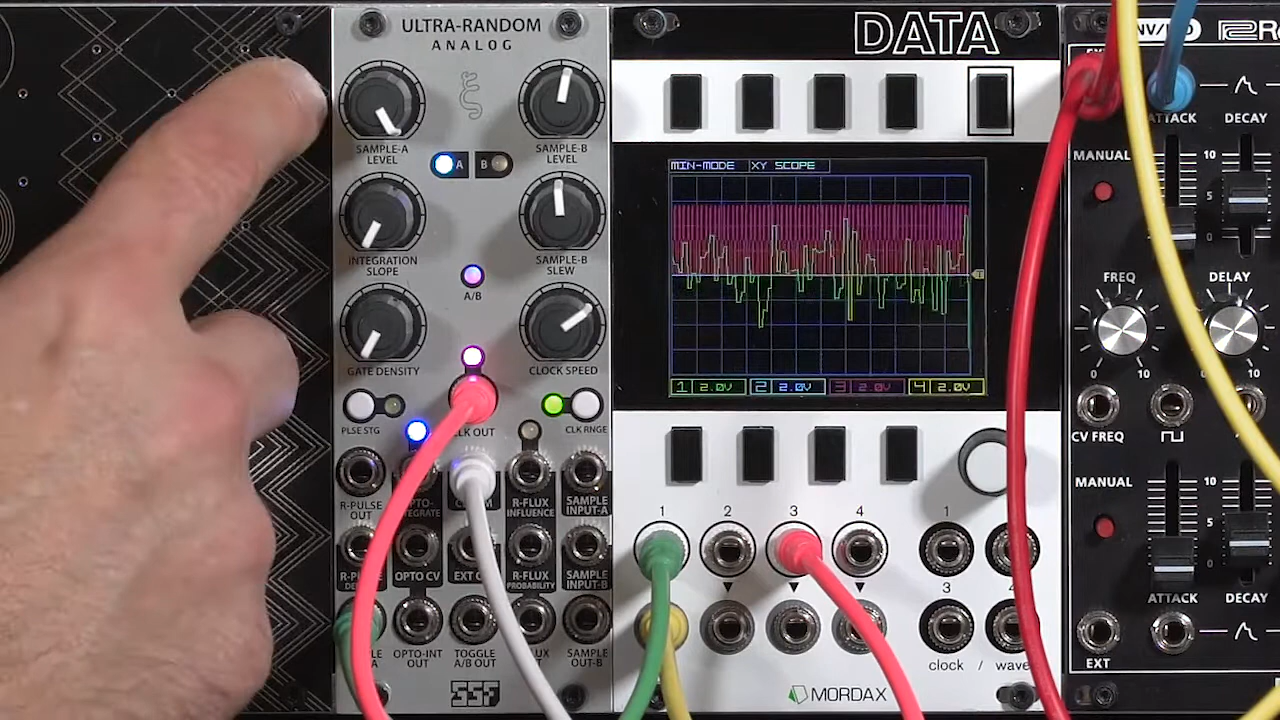 ULTRA-RANDOM
ANALOG
SAMPLE-A
LEVEL
SAMPLE-B
LEVEL
A
B
INTEGRATION
SLOPE
SAMPLE-B
SLEW
A/B
GATE DENSITY
CLOCK SPEED
PLSE STG
CLK RNGE
R-PULSE
OUT
R-FLUX
INFLUENCE
SAMPLE
INPUT-A
OPTO CV
R-FLUX
PROBABILITY
SAMPLE
INPUT-B
OPTO-INT
OUT
TOGGLE
A/B OUT
SAMPLE
OUT-B
SSF
DATA
MIN-MODE
XY SCOPE
1 2.0V
2 2.0V
3 2.0V
4 2.0V
1
2
3
4
1
3
clock / wave
MORDAX
ATTACK
DECAY
MANUAL
10
5
0
FREQ
DELAY
0
10
0
10
CV FREQ
MANUAL
10
5
0
ATTACK
DECAY
EXT